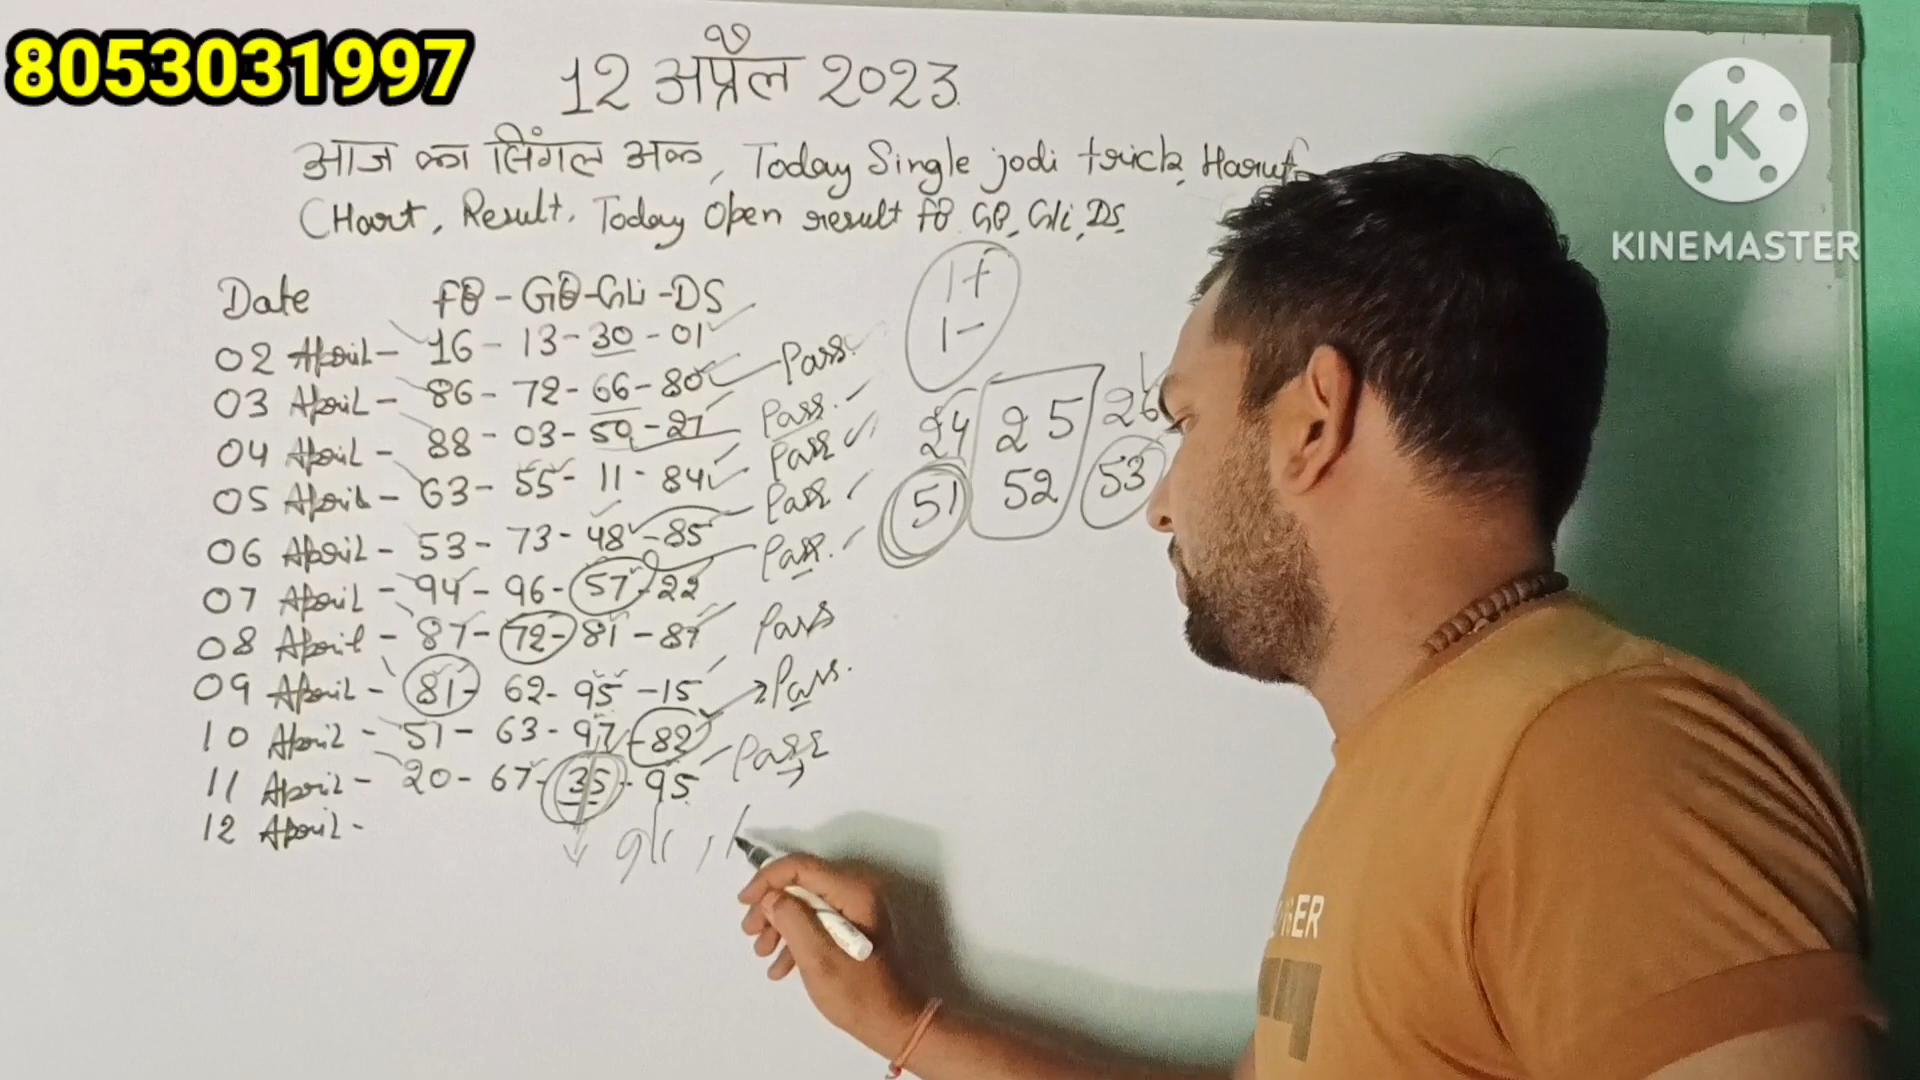 8053031997
12 अप्रैल 2023
आज का सिंगल अंक, Today Single jodi trick, Haruf
CHart, Result, Today Open result FB GB, Gli, DS
KINEMASTER
Date FB - GB - Gli - DS
02 April - 16 - 13 - 30 - 01
03 April - 86 - 72 - 66 - 80 Pass.
04 April - 88 - 03 - 50 - 27 Pass.
05 April - 63 - 55 - 11 - 84 Pass
06 April - 53 - 73 - 48 - 85 Pass
07 April - 94 - 96 - 57 - 22 Pass.
08 April - 87 - 72 - 81 - 87 Pass
09 April - 81 - 62 - 95 - 15 Pass.
10 April - 51 - 63 - 97 - 82
11 April - 20 - 67 - 35 - 95 Pass
12 April -
1+
1-
24 25 26
51 52 53